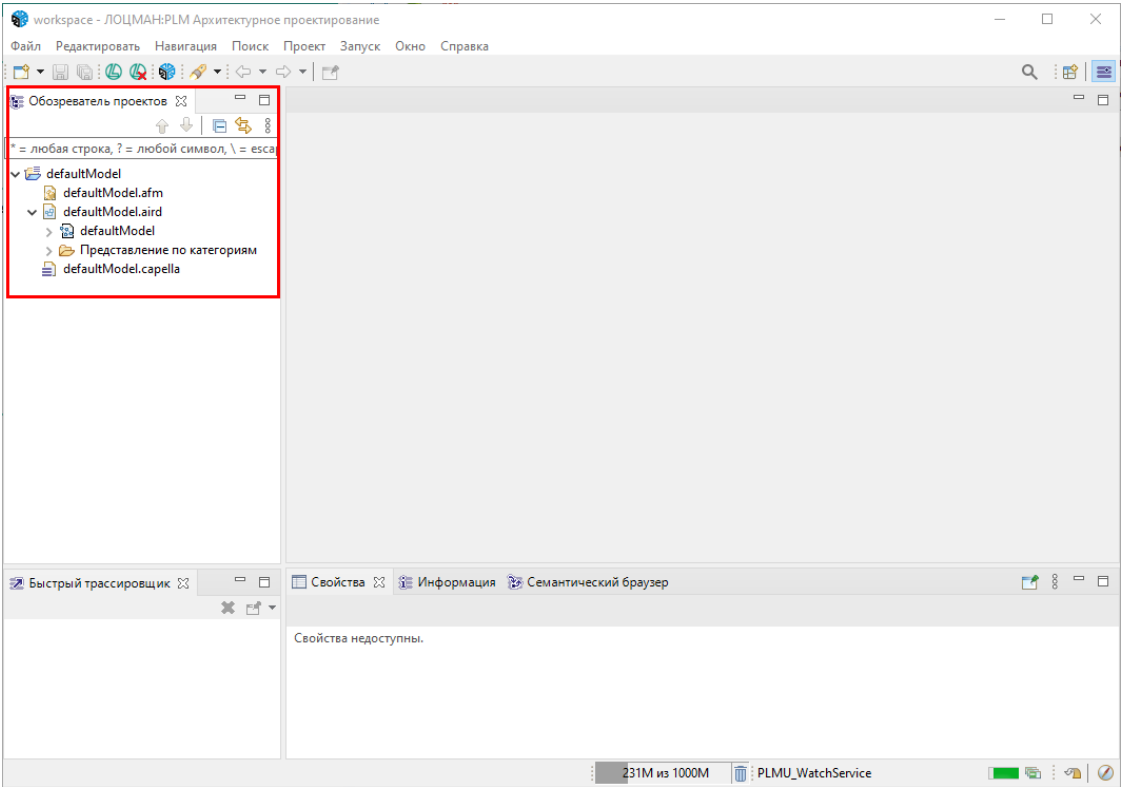 workspace - ЛОЦМАН:PLM Архитектурное проектирование
Файл Редактировать Навигация Поиск Проект Запуск Окно Справка
Обозреватель проектов
* = любая строка, ? = любой символ, \ = escap
defaultModel
defaultModel.afm
defaultModel.aird
defaultModel
Представление по категориям
defaultModel.capella
Быстрый трассировщик
Свойства Информация Семантический браузер
Свойства недоступны.
231M из 1000M PLMU_WatchService